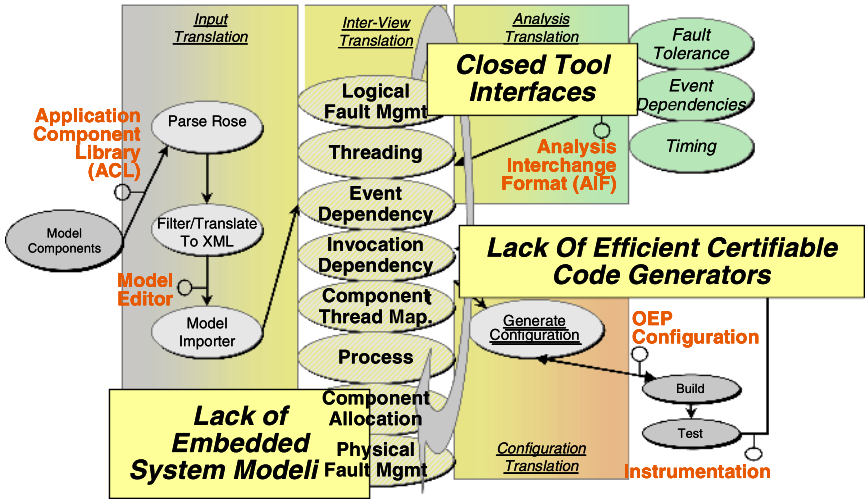 Input
Translation
Inter-View
Translation
Analysis
Translation
Closed Tool
Interfaces
Fault
Tolerance
Event
Dependencies
Timing
Application
Component
Library
(ACL)
Parse Rose
Logical
Fault Mgmt
Threading
Analysis
Interchange
Format (AIF)
Event
Dependency
Filter/Translate
To XML
Model
Components
Invocation
Dependency
Lack Of Efficient Certifiable
Code Generators
Model
Editor
Component
Thread Map.
Model
Importer
Generate
Configuration
OEP
Configuration
Process
Build
Component
Allocation
Test
Lack of
Embedded
System Modeli
Physical
Fault Mgmt
Configuration
Translation
Instrumentation